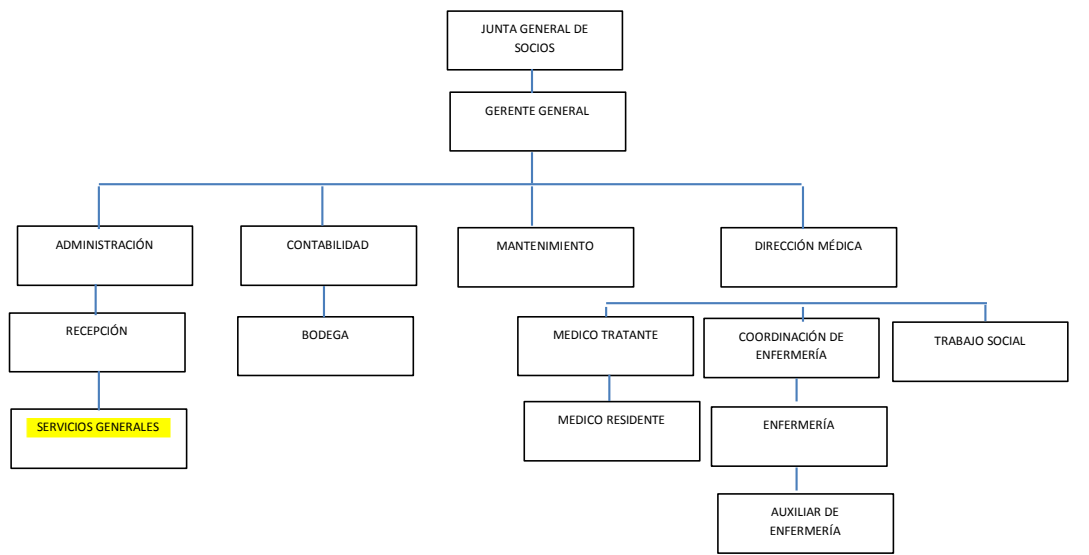 JUNTA GENERAL DE
SOCIOS
GERENTE GENERAL
ADMINISTRACIÓN
CONTABILIDAD
MANTENIMIENTO
DIRECCIÓN MÉDICA
RECEPCIÓN
BODEGA
MEDICO TRATANTE
COORDINACIÓN DE
ENFERMERÍA
TRABAJO SOCIAL
SERVICIOS GENERALES
MEDICO RESIDENTE
ENFERMERÍA
AUXILIAR DE
ENFERMERÍA